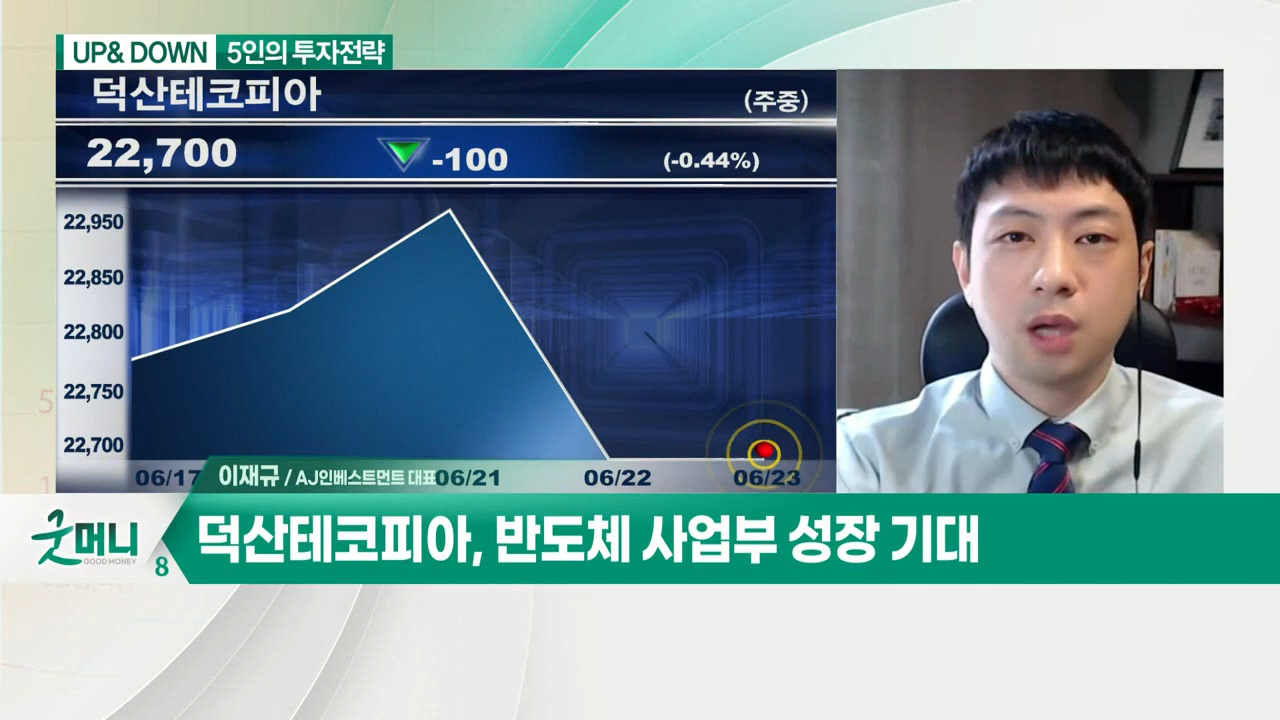 UP& DOWN 5인의 투자전략
덕산테코피아
(주중)
22,700 -100 (-0.44%)
22,950
22,850
22,800
22,750
22,700
06/17 06/21 06/22 06/23
이재규 / AJ인베스트먼트 대표
굿머니
GOOD MONEY
8
덕산테코피아, 반도체 사업부 성장 기대